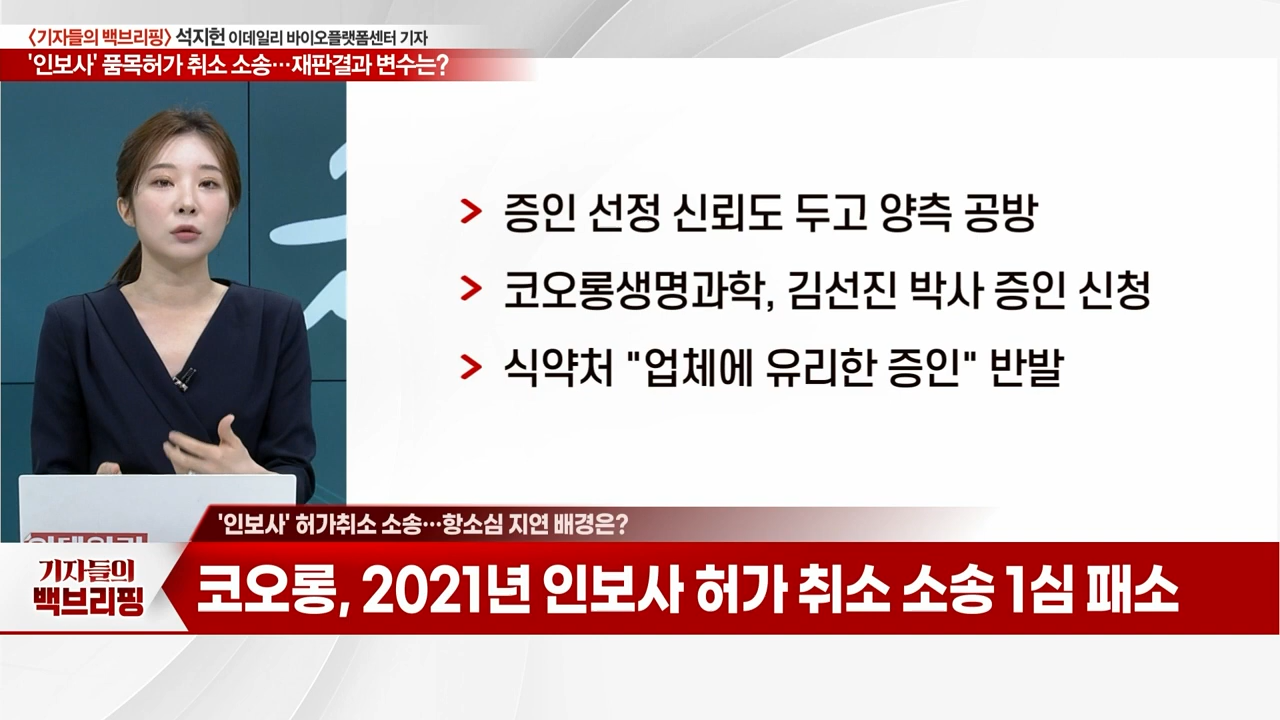 <기자들의 백브리핑> 석지헌 이데일리 바이오플랫폼센터 기자
'인보사' 품목허가 취소 소송…재판결과 변수는?
> 증인 선정 신뢰도 두고 양측 공방
> 코오롱생명과학, 김선진 박사 증인 신청
> 식약처 "업체에 유리한 증인" 반발
'인보사' 허가취소 소송…항소심 지연 배경은?
기자들의
백브리핑
코오롱, 2021년 인보사 허가 취소 소송 1심 패소